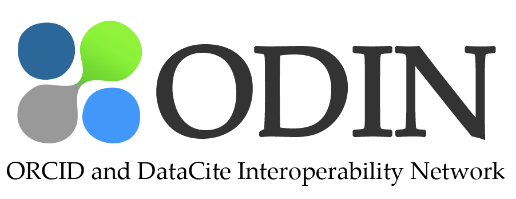 ODIN
ORCID and DataCite Interoperability Network